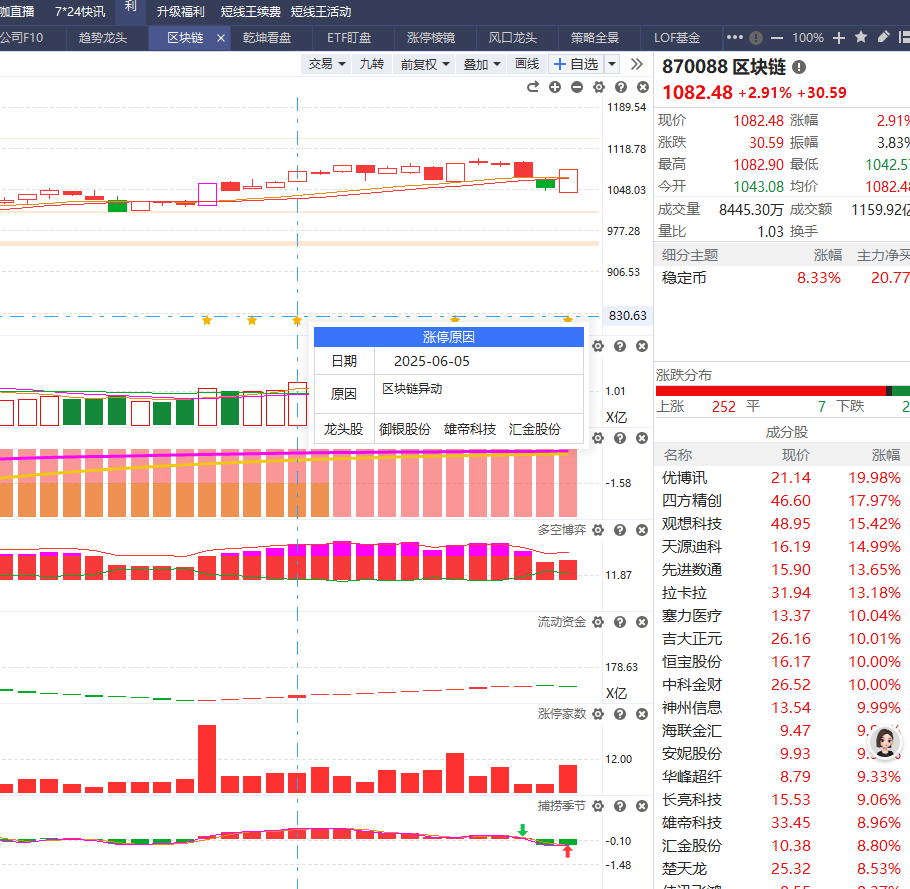 咖直播 7*24快讯 利 升级福利 短线王续费 短线王活动
公司F10 趋势龙头 区块链 × 乾坤看盘 ETF盯盘 涨停棱镜 风口龙头 策略全景 LOF基金 ••• 100%
交易 九转 前复权 叠加 画线 +自选
870088 区块链
1082.48 +2.91% +30.59
现价 1082.48 涨幅 2.91%
涨跌 30.59 振幅 3.83%
最高 1082.90 最低 1042.5
今开 1043.08 均价 1082.48
成交量 8445.30万 成交额 1159.92亿
量比 1.03 换手
细分主题 涨幅 主力净买
稳定币 8.33% 20.77
涨跌分布
上涨 252 平 7 下跌 2
成分股
名称 现价 涨幅
优博讯 21.14 19.98%
四方精创 46.60 17.97%
观想科技 48.95 15.42%
天源迪科 16.19 14.99%
先进数通 15.90 13.65%
拉卡拉 31.94 13.18%
塞力医疗 13.37 10.04%
吉大正元 26.16 10.01%
恒宝股份 16.17 10.00%
中科金财 26.52 10.00%
神州信息 13.54 9.99%
海联金汇 9.47
安妮股份 9.93
华峰超纤 8.79 9.33%
长亮科技 15.53 9.06%
雄帝科技 33.45 8.96%
汇金股份 10.38 8.80%
楚天龙 25.32 8.53%
1189.54
1118.78
1048.03
977.28
906.53
830.63
涨停原因
日期 2025-06-05
原因 区块链异动
龙头股 御银股份 雄帝科技 汇金股份
1.01
X亿
-1.58
多空博弈
11.87
流动资金
178.63
X亿
涨停家数
12.00
捕捞季节
-0.10
-1.48